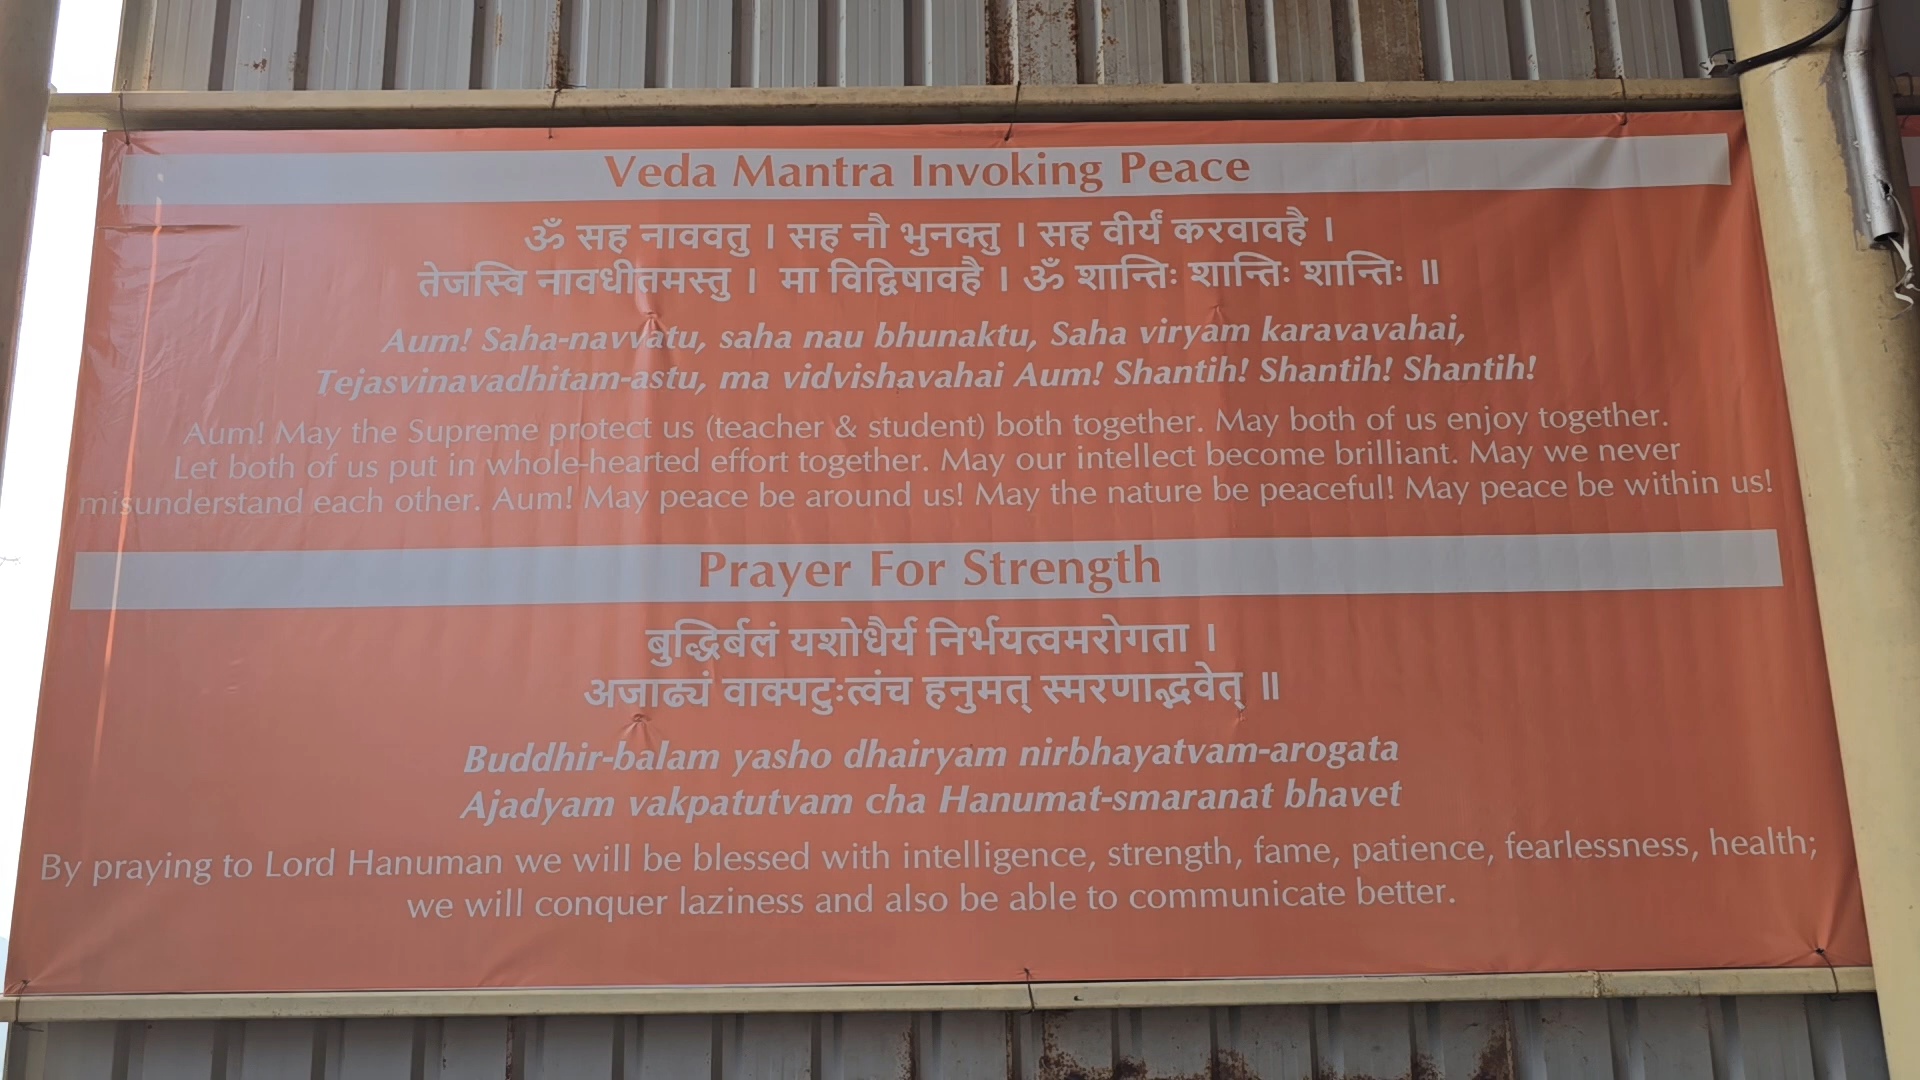 Veda Mantra Invoking Peace
ॐ सह नाववतु । सह नौ भुनक्तु । सह वीर्यं करवावहै ।
तेजस्वि नावधीतमस्तु । मा विद्विषावहै । ॐ शान्तिः शान्तिः शान्तिः ॥
Aum! Saha-navvatu, saha nau bhunaktu, Saha viryam karavavahai,
Tejasvinavadhitam-astu, ma vidvishavahai Aum! Shantih! Shantih! Shantih!
Aum! May the Supreme protect us (teacher & student) both together. May both of us enjoy together.
Let both of us put in whole-hearted effort together. May our intellect become brilliant. May we never
misunderstand each other. Aum! May peace be around us! May the nature be peaceful! May peace be within us!
Prayer For Strength
बुद्धिर्बलं यशोधैर्य निर्भयत्वमरोगता ।
अजाढ्यं वाक्पटुःत्वंच हनुमत् स्मरणाद्भवेत् ॥
Buddhir-balam yasho dhairyam nirbhayatvam-arogata
Ajadyam vakpatutvam cha Hanumat-smaranat bhavet
By praying to Lord Hanuman we will be blessed with intelligence, strength, fame, patience, fearlessness, health;
we will conquer laziness and also be able to communicate better.